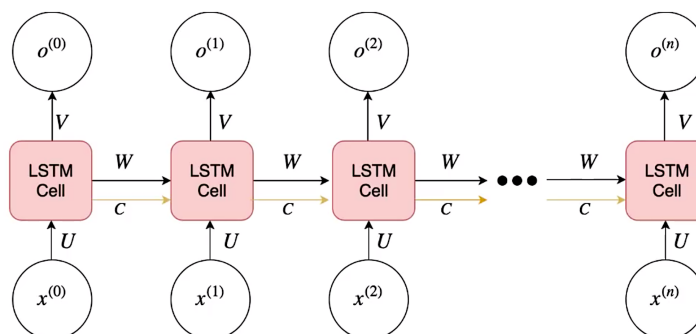 o^(0) o^(1) o^(2) o^(n)
V V V V
LSTM Cell W LSTM Cell W LSTM Cell W ••• W LSTM Cell
C C C C
U U U U
x^(0) x^(1) x^(2) x^(n)